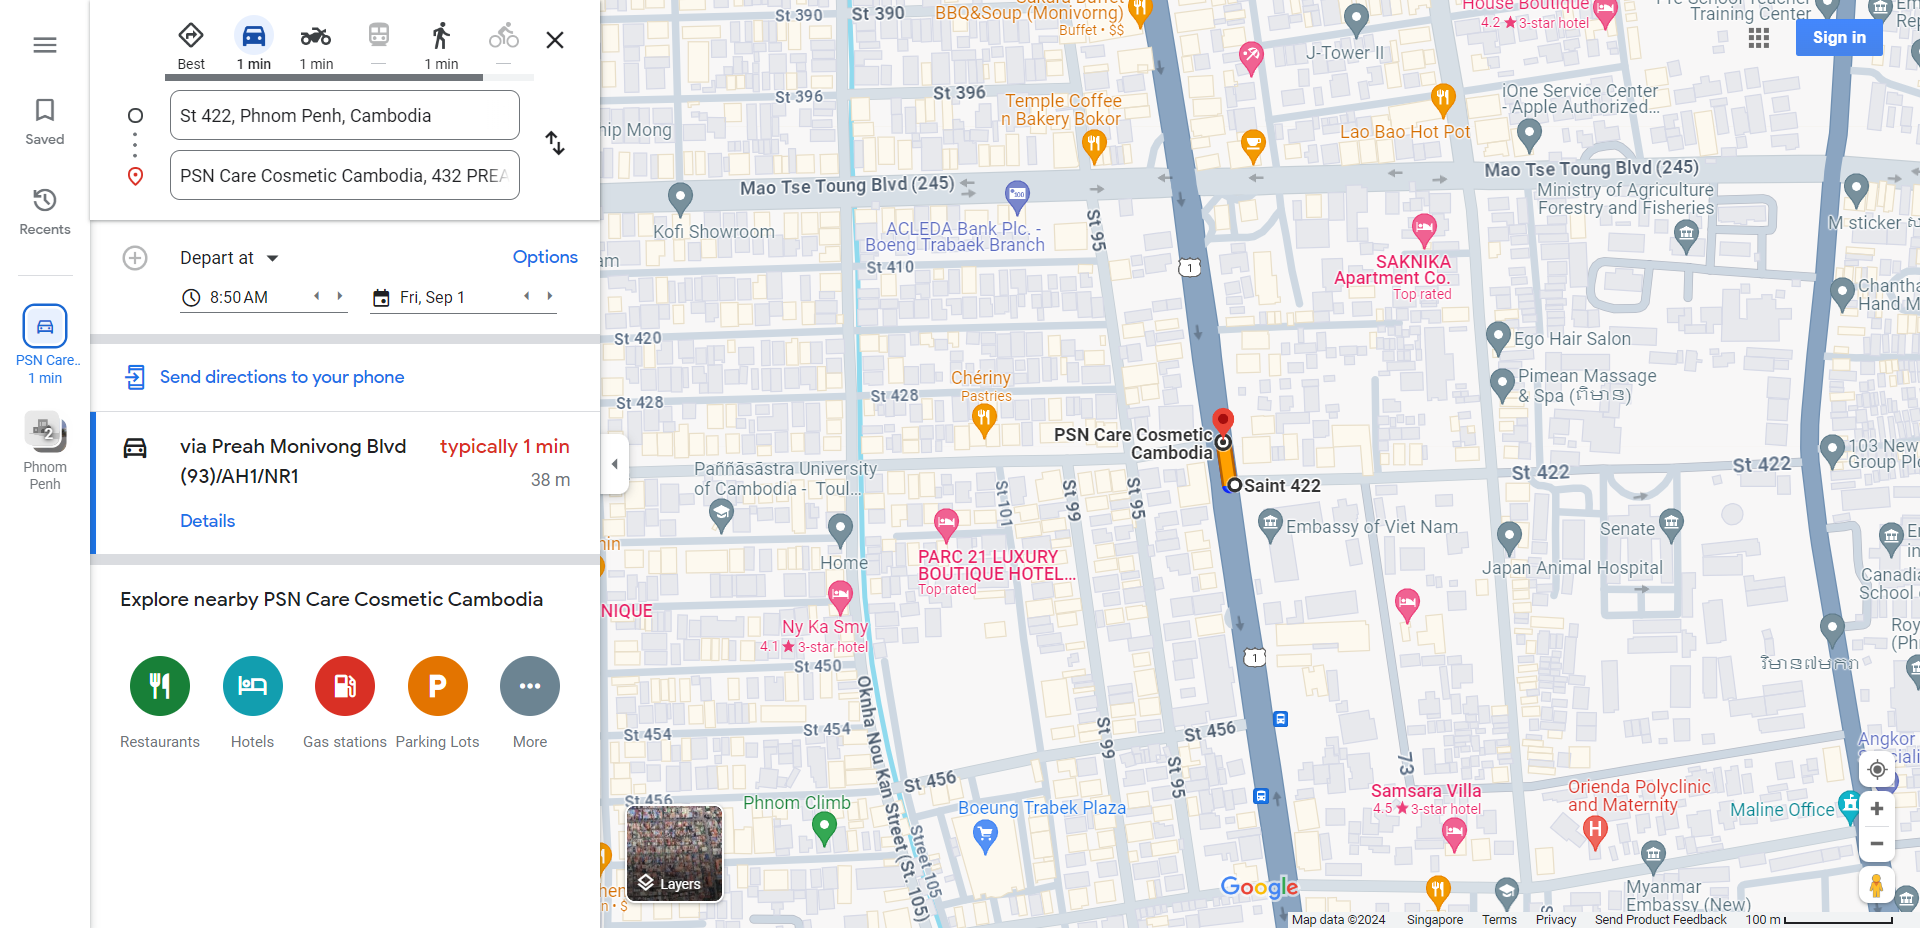 Saved
Recents
PSN Care..
1 min
2
Phnom
Penh
Best
1 min
1 min
—
1 min
—
St 422, Phnom Penh, Cambodia
PSN Care Cosmetic Cambodia, 432 PREA
Depart at
Options
8:50 AM
Fri, Sep 1
Send directions to your phone
via Preah Monivong Blvd
(93)/AH1/NR1
typically 1 min
38 m
Details
Explore nearby PSN Care Cosmetic Cambodia
P
Restaurants
Hotels
Gas stations
Parking Lots
More
Sign in
St 390
St 390
BBQ&Soup (Monivorng)
Buffet • $$
House Boutique
4.2 ★ 3-star hotel
J-Tower II
Training Center
St 396
St 396
Temple Coffee
n Bakery Bokor
iOne Service Center
- Apple Authorized...
Lao Bao Hot Pot
nip Mong
Mao Tse Toung Blvd (245)
Mao Tse Toung Blvd (245)
Ministry of Agriculture
Forestry and Fisheries
Kofi Showroom
ACLEDA Bank Plc. -
Boeng Trabaek Branch
St 95
M sticker
am
St 410
1
SAKNIKA
Apartment Co.
Top rated
Chantha
Hand M
St 420
Ego Hair Salon
Chériny
Pastries
Pimean Massage
& Spa (ពិមាន)
St 428
St 428
PSN Care Cosmetic
Cambodia
103 New
Group Pl
Paññāsāstra University
of Cambodia - Toul...
St 422
St 422
Saint 422
St 101
St 99
St 95
Embassy of Viet Nam
Senate
min
Home
PARC 21 LUXURY
BOUTIQUE HOTEL...
Top rated
Japan Animal Hospital
Canadia
School
NIQUE
Ny Ka Smy
4.1 ★ 3-star hotel
Roy
(Ph
វិមាន៧មករា
St 450
1
Oknha Nou Kan Street (St. 105)
St 454
St 454
St 99
St 456
St 95
73
Angkor
St 456
St 456
Phnom Climb
Boeung Trabek Plaza
Samsara Villa
4.5 ★ 3-star hotel
Orienda Polyclinic
and Maternity
H
Maline Office
Street 105
Layers
Google
Myanmar
Embassy (New)
Map data ©2024
Singapore
Terms
Privacy
Send Product Feedback
100 m